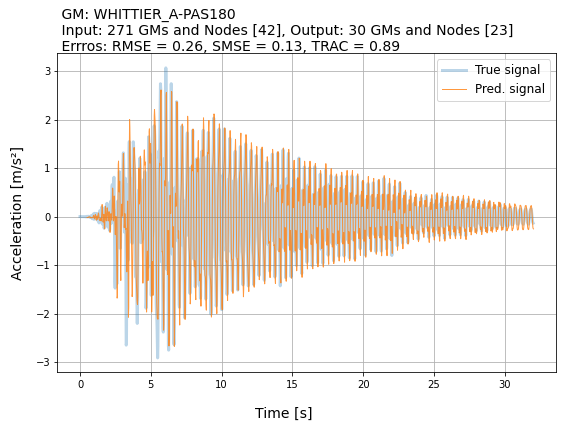 GM: WHITTIER_A-PAS180
Input: 271 GMs and Nodes [42], Output: 30 GMs and Nodes [23]
Errros: RMSE = 0.26, SMSE = 0.13, TRAC = 0.89
True signal
Pred. signal
Acceleration [m/s²]
3
2
1
0
−1
−2
−3
0 5 10 15 20 25 30
Time [s]